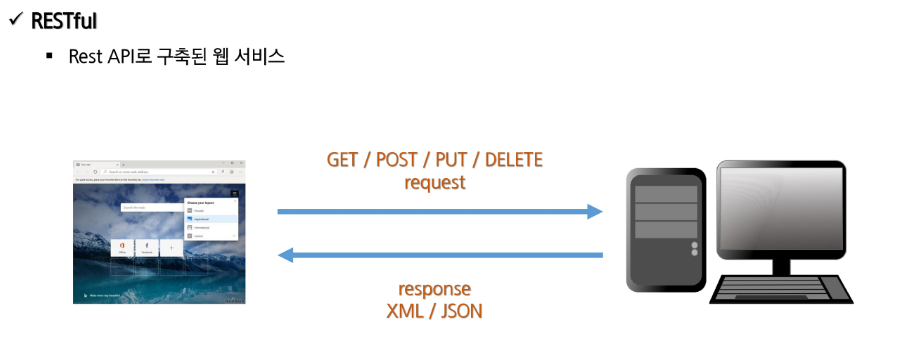 RESTful
Rest API로 구축된 웹 서비스
GET / POST / PUT / DELETE
request
response
XML / JSON